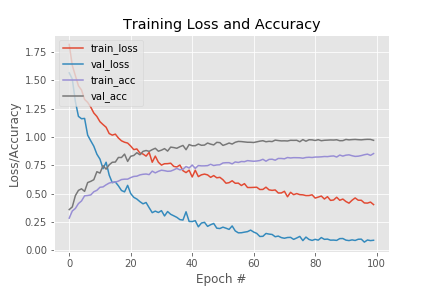 Training Loss and Accuracy
train_loss
val_loss
train_acc
val_acc
1.75
1.50
1.25
1.00
0.75
0.50
0.25
0.00
Loss/Accuracy
0 20 40 60 80 100
Epoch #